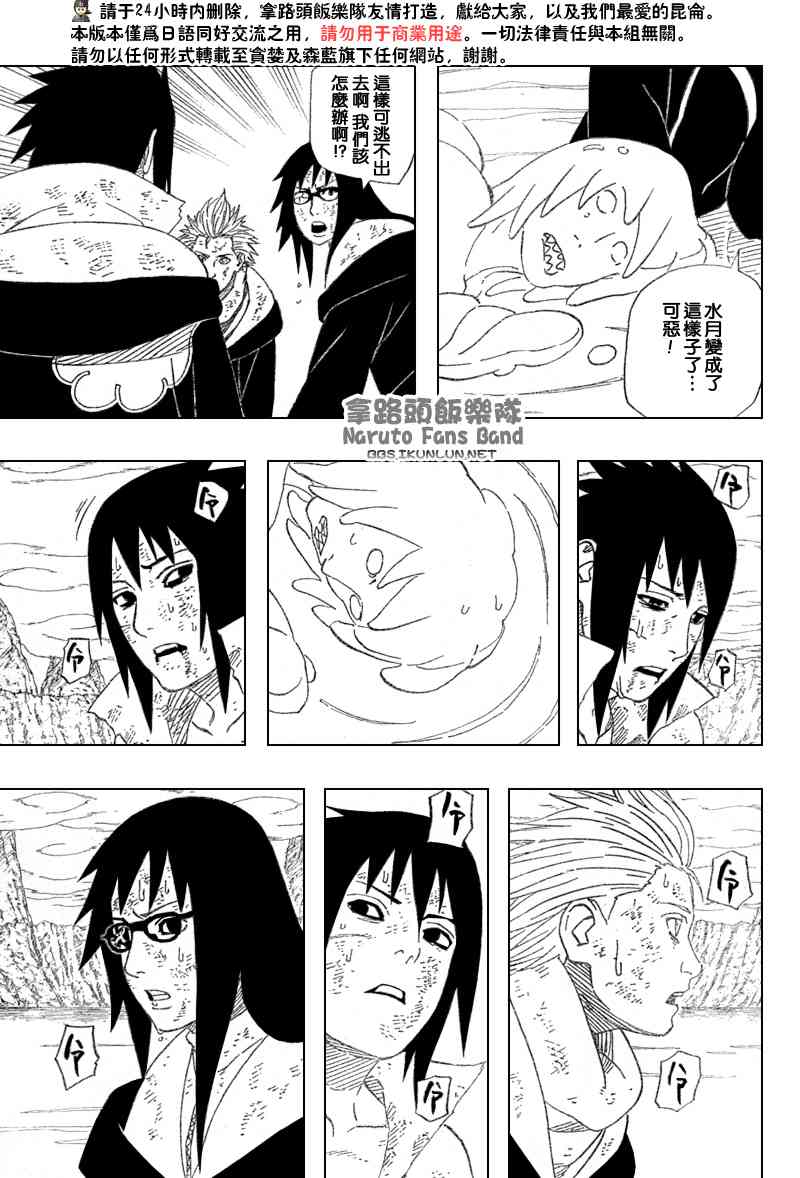 請于24小時内刪除，拿路頭飯樂隊友情打造，獻給大家，以及我們最愛的昆侖。
本版本僅爲日語同好交流之用，請勿用于商業用途。一切法律責任與本組無關。
請勿以任何形式轉載至貪婪及森藍旗下任何網站，謝謝。
水月變成了
這樣子了…
可惡！
這樣可逃不出
去啊 我們該
怎麽辦啊!?
拿路頭飯樂隊
Naruto Fans Band
BBS.IKUNLUN.NET